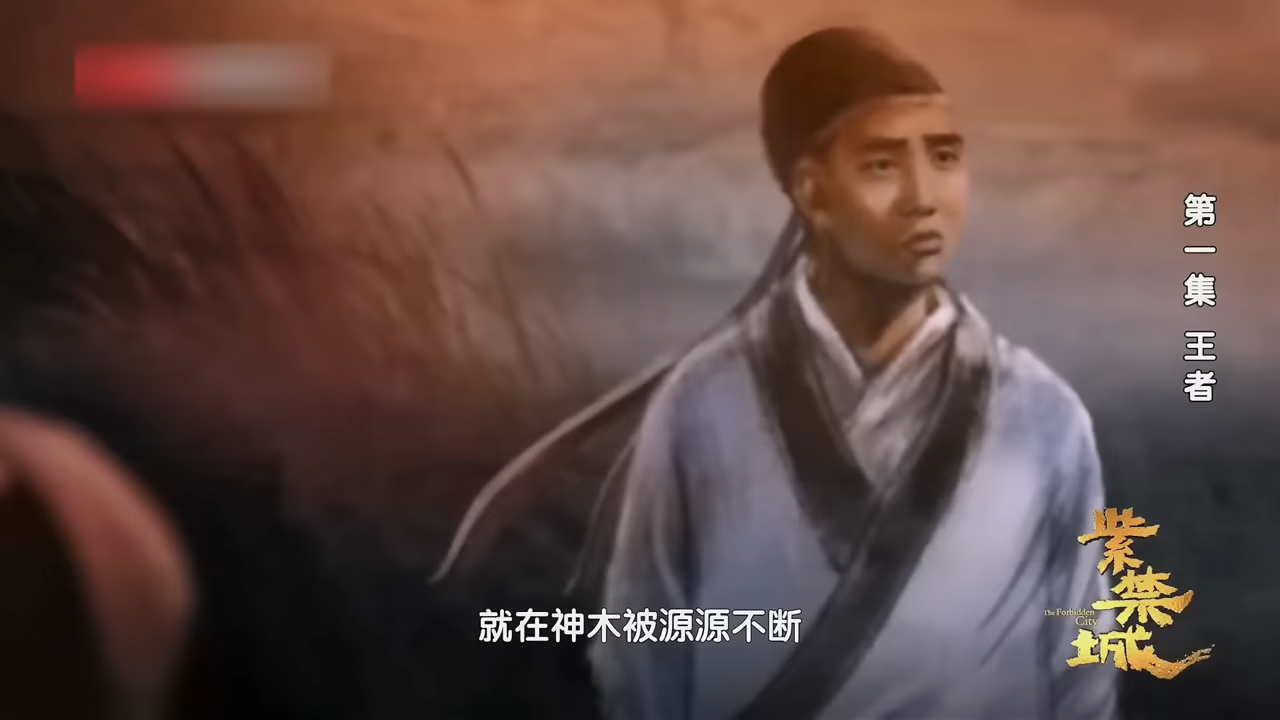 第一集 王者
就在神木被源源不断
The Forbidden
City
紫禁城